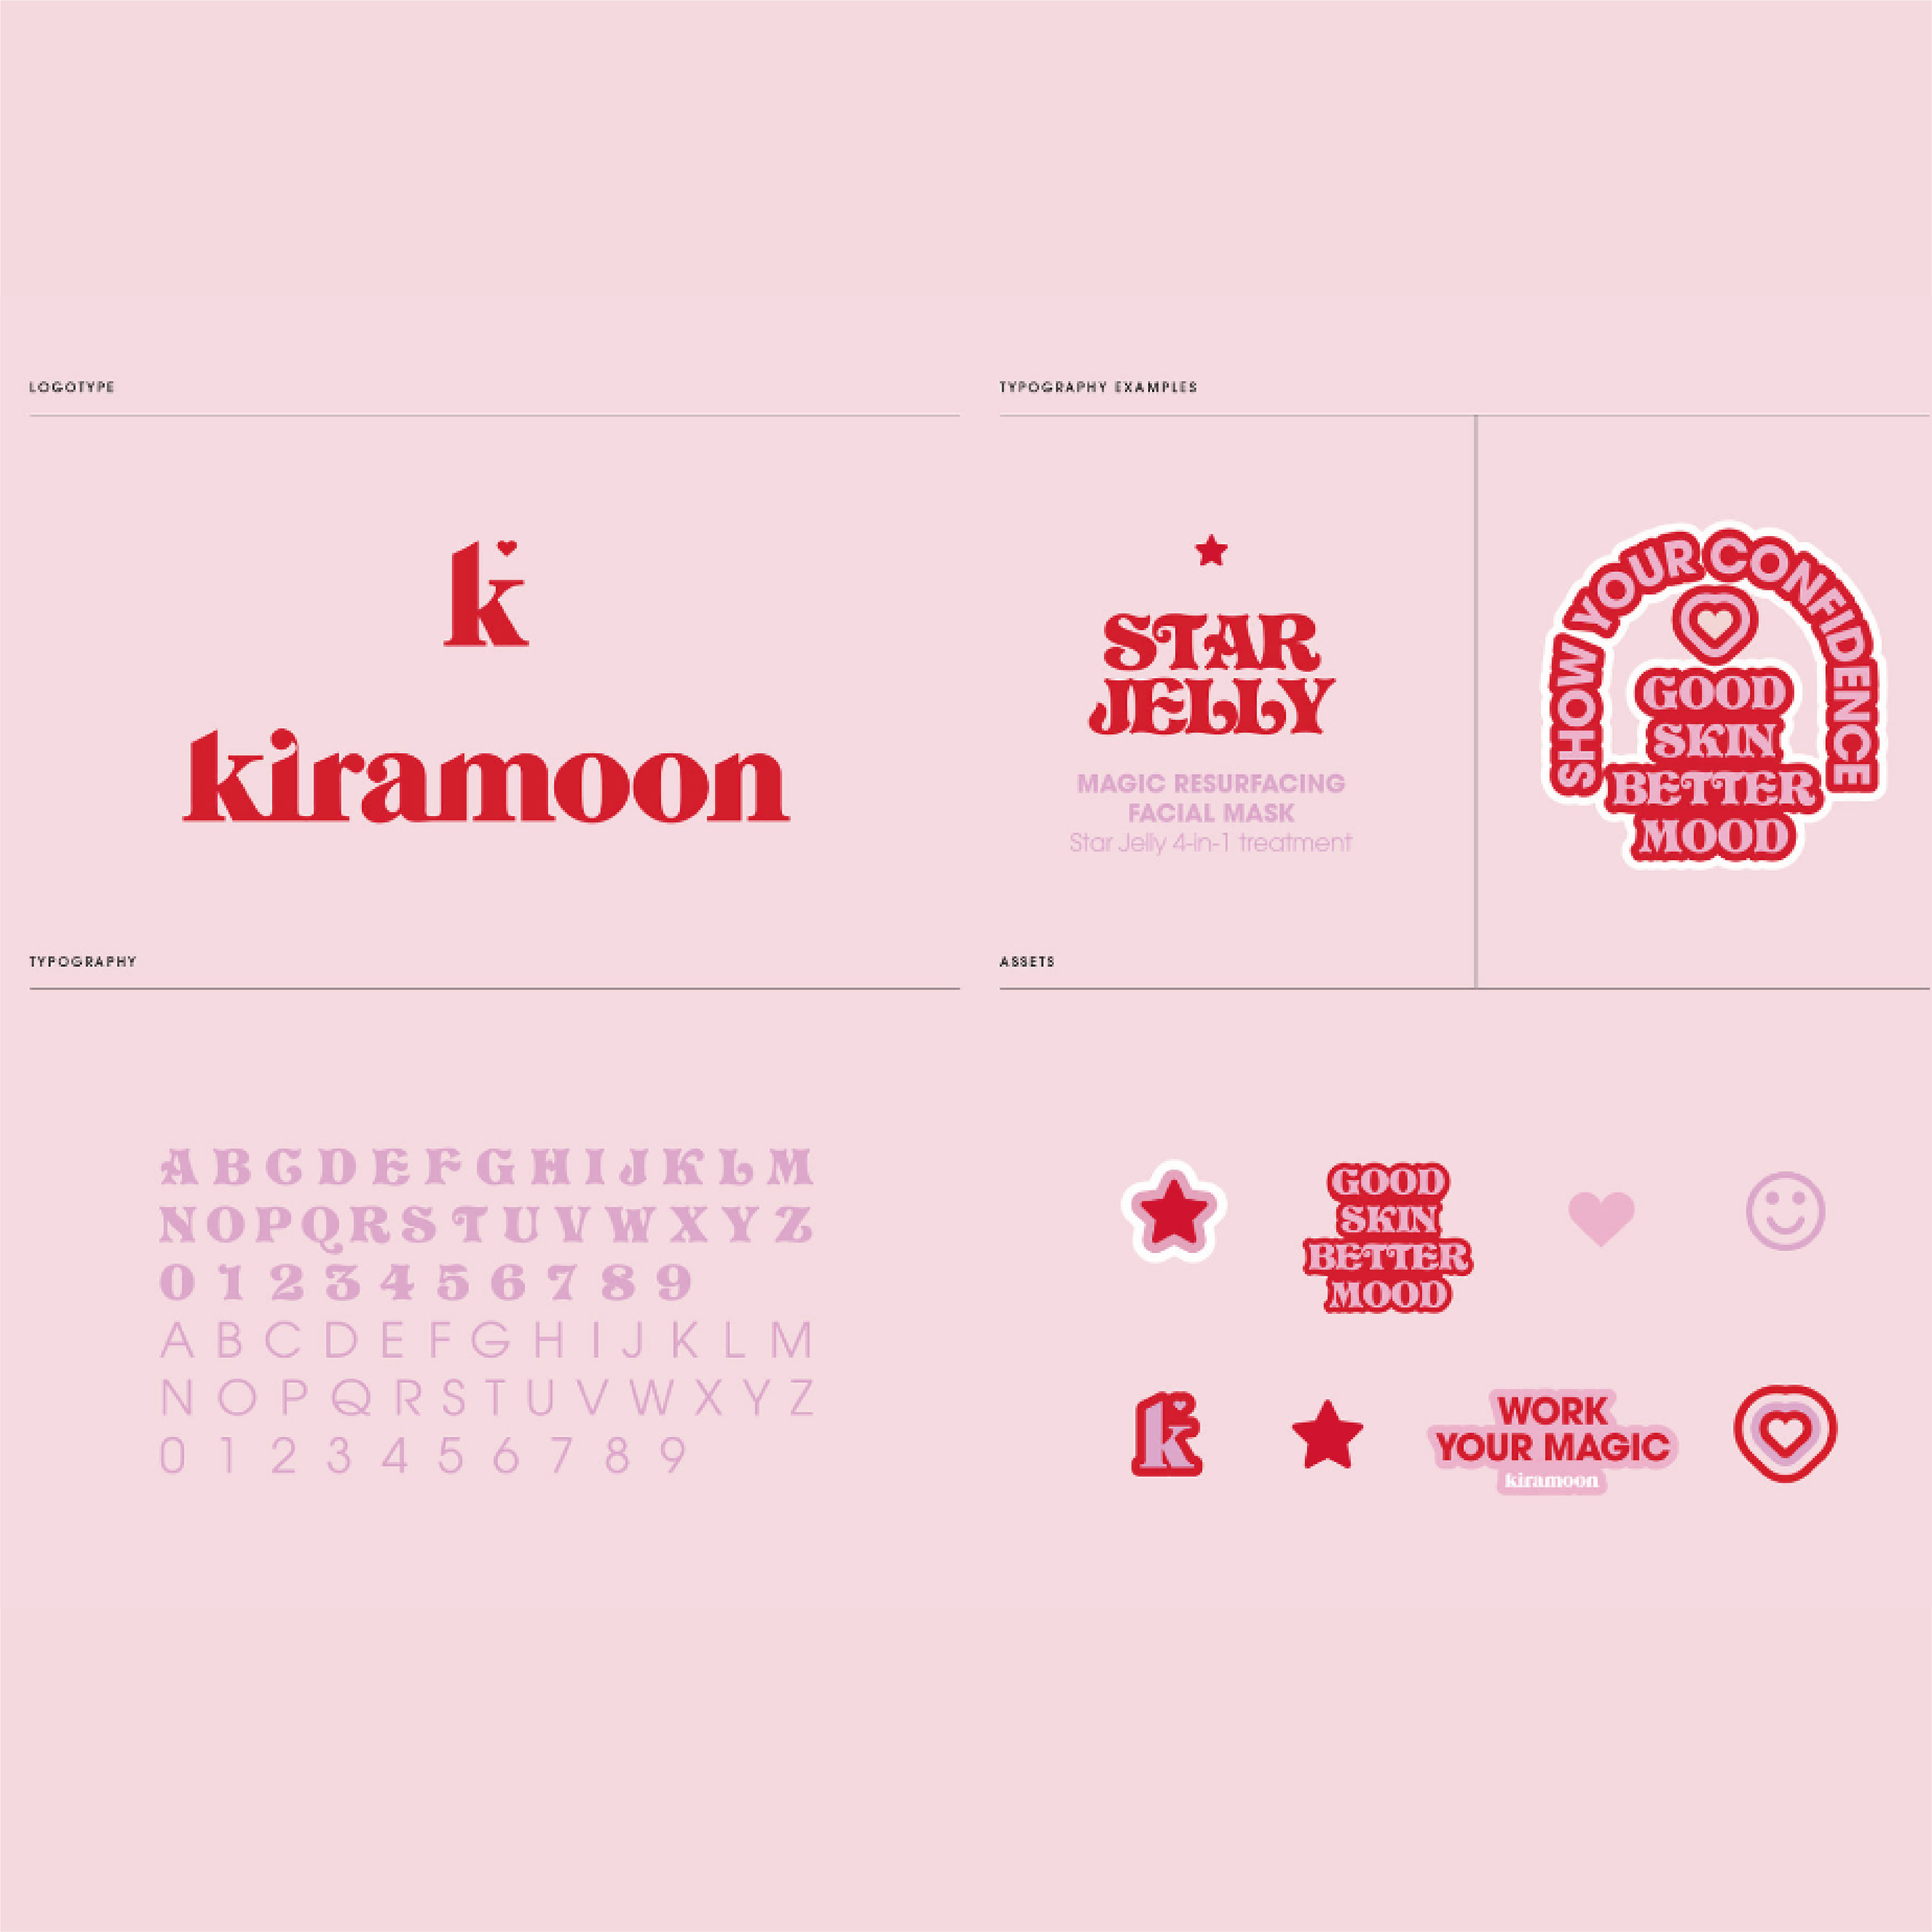 LOGOTYPE
k
kiramoon
TYPOGRAPHY EXAMPLES
STAR
JELLY
MAGIC RESURFACING
FACIAL MASK
Star Jelly 4-in-1 treatment
SHOW YOUR CONFIDENCE
GOOD
SKIN
BETTER
MOOD
TYPOGRAPHY
A B C D E F G H I J K L M
N O P Q R S T U V W X Y Z
0 1 2 3 4 5 6 7 8 9
A B C D E F G H I J K L M
N O P Q R S T U V W X Y Z
0 1 2 3 4 5 6 7 8 9
ASSETS
GOOD
SKIN
BETTER
MOOD
k
WORK
YOUR MAGIC
kiramoon